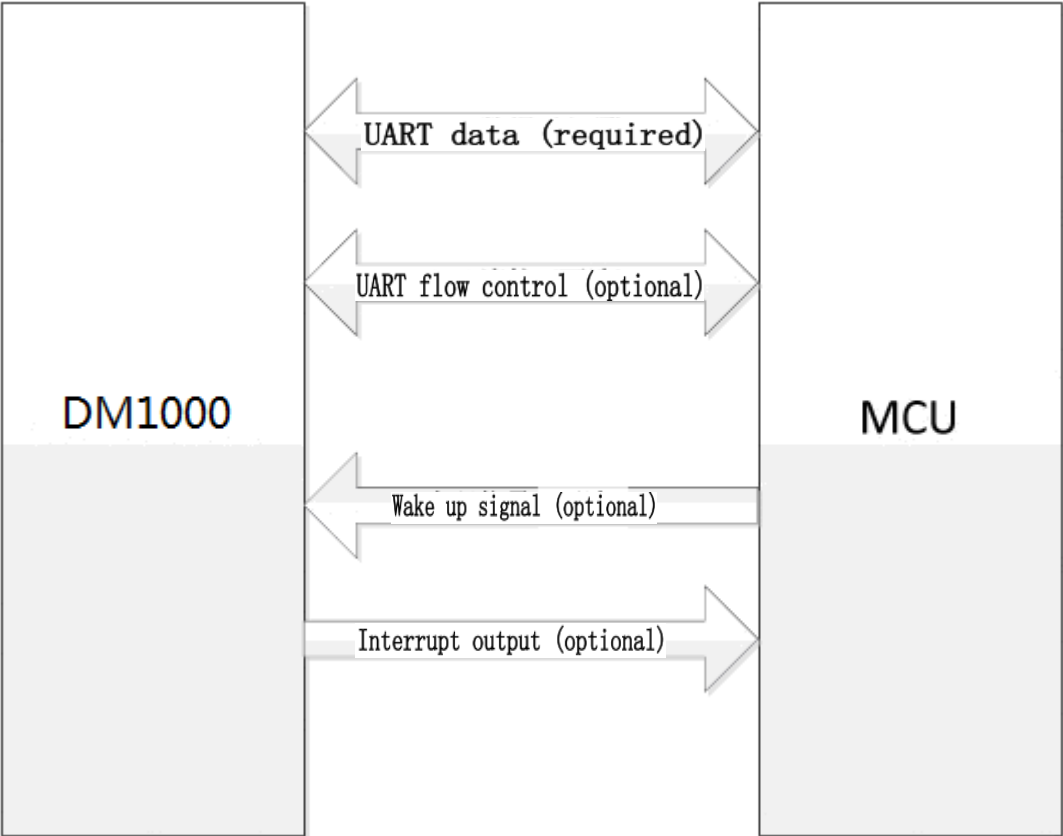 UART data (required)
UART flow control (optional)
DM1000
MCU
Wake up signal (optional)
Interrupt output (optional)